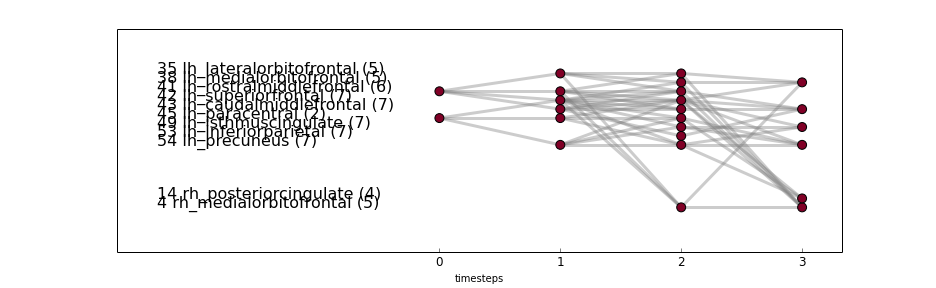 35 lh_lateralorbitofrontal (5)
38 lh_medialorbitofrontal (5)
41 lh_rostralmiddlefrontal (6)
42 lh_superiorfrontal (7)
43 lh_caudalmiddlefrontal (7)
45 lh_paracentral (2)
49 lh_isthmuscingulate (7)
53 lh_inferiorparietal (7)
54 lh_precuneus (7)
14 rh_posteriorcingulate (4)
4 rh_medialorbitofrontal (5)
0 1 2 3
timesteps